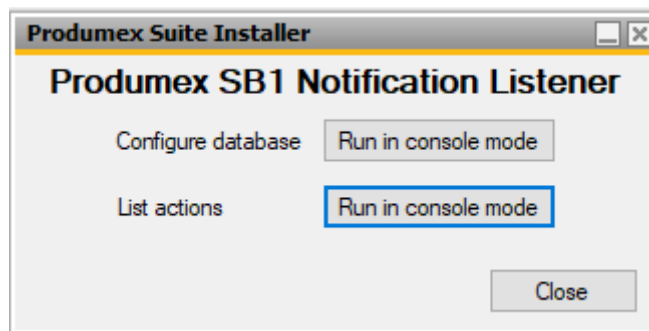 Produmex Suite Installer
Produmex SB1 Notification Listener
Configure database Run in console mode
List actions Run in console mode
Close